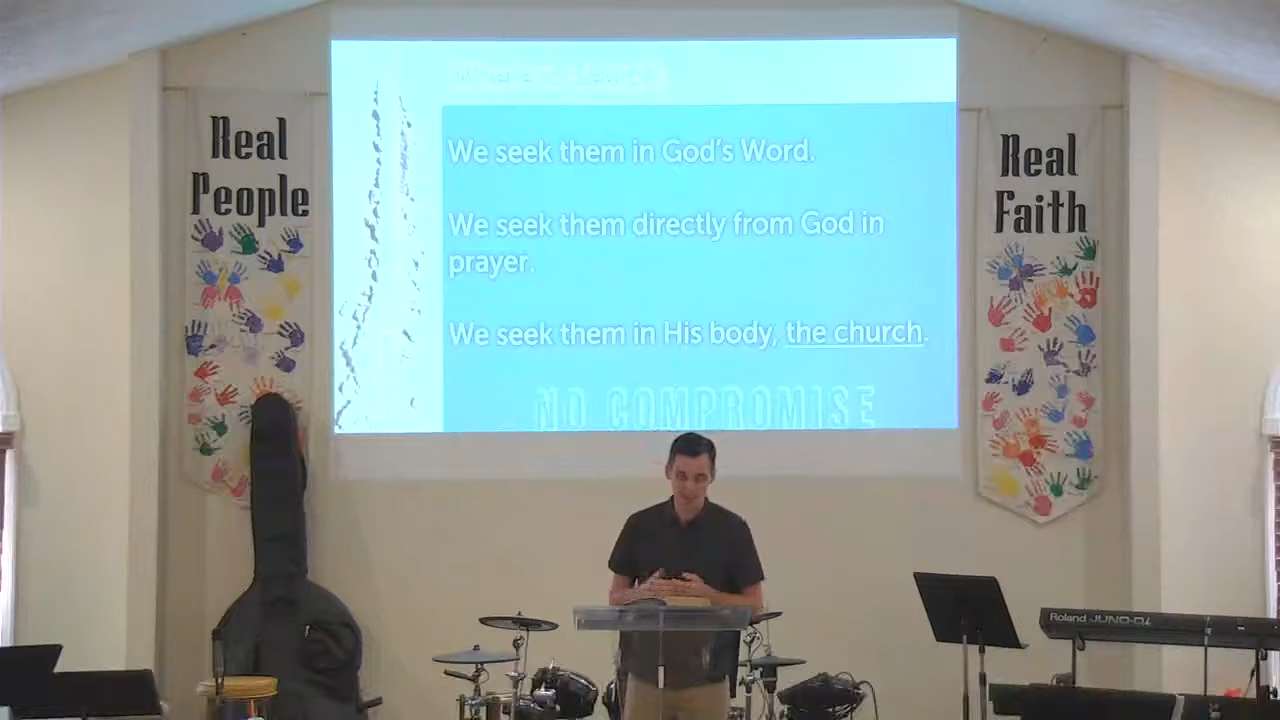 Real
People
We seek them in God's Word.
We seek them directly from God in
prayer.
We seek them in His body, the church.
NO COMPROMISE
Real
Faith
Roland JUNO-D